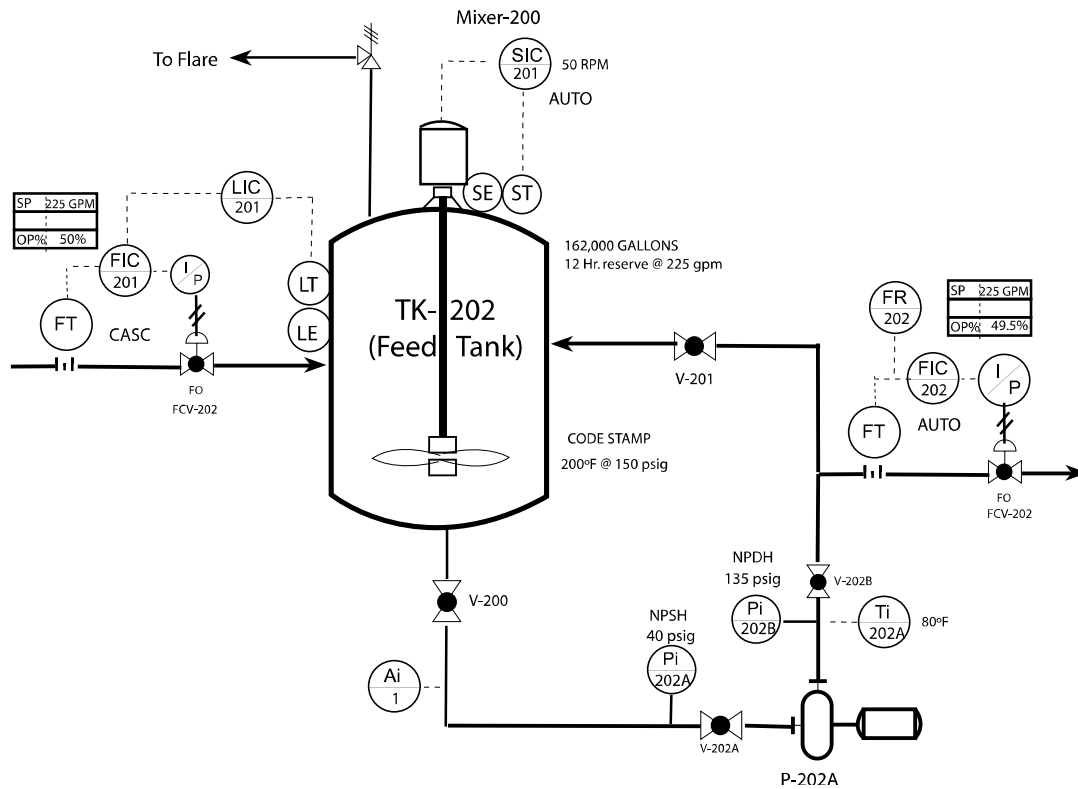 Mixer-200
To Flare
SIC
201
50 RPM
AUTO
SE
ST
LIC
201
SP 225 GPM
OP% 50%
FIC
201
I
P
FT
CASC
LT
LE
FO
FCV-202
TK-202
(Feed Tank)
162,000 GALLONS
12 Hr. reserve @ 225 gpm
CODE STAMP
200ºF @ 150 psig
V-201
FR
202
SP 225 GPM
OP% 49.5%
FIC
202
I
P
FT
AUTO
FO
FCV-202
V-200
Ai
1
NPSH
40 psig
Pi
202A
V-202A
NPDH
135 psig
Pi
202B
V-202B
Ti
202A
80ºF
P-202A